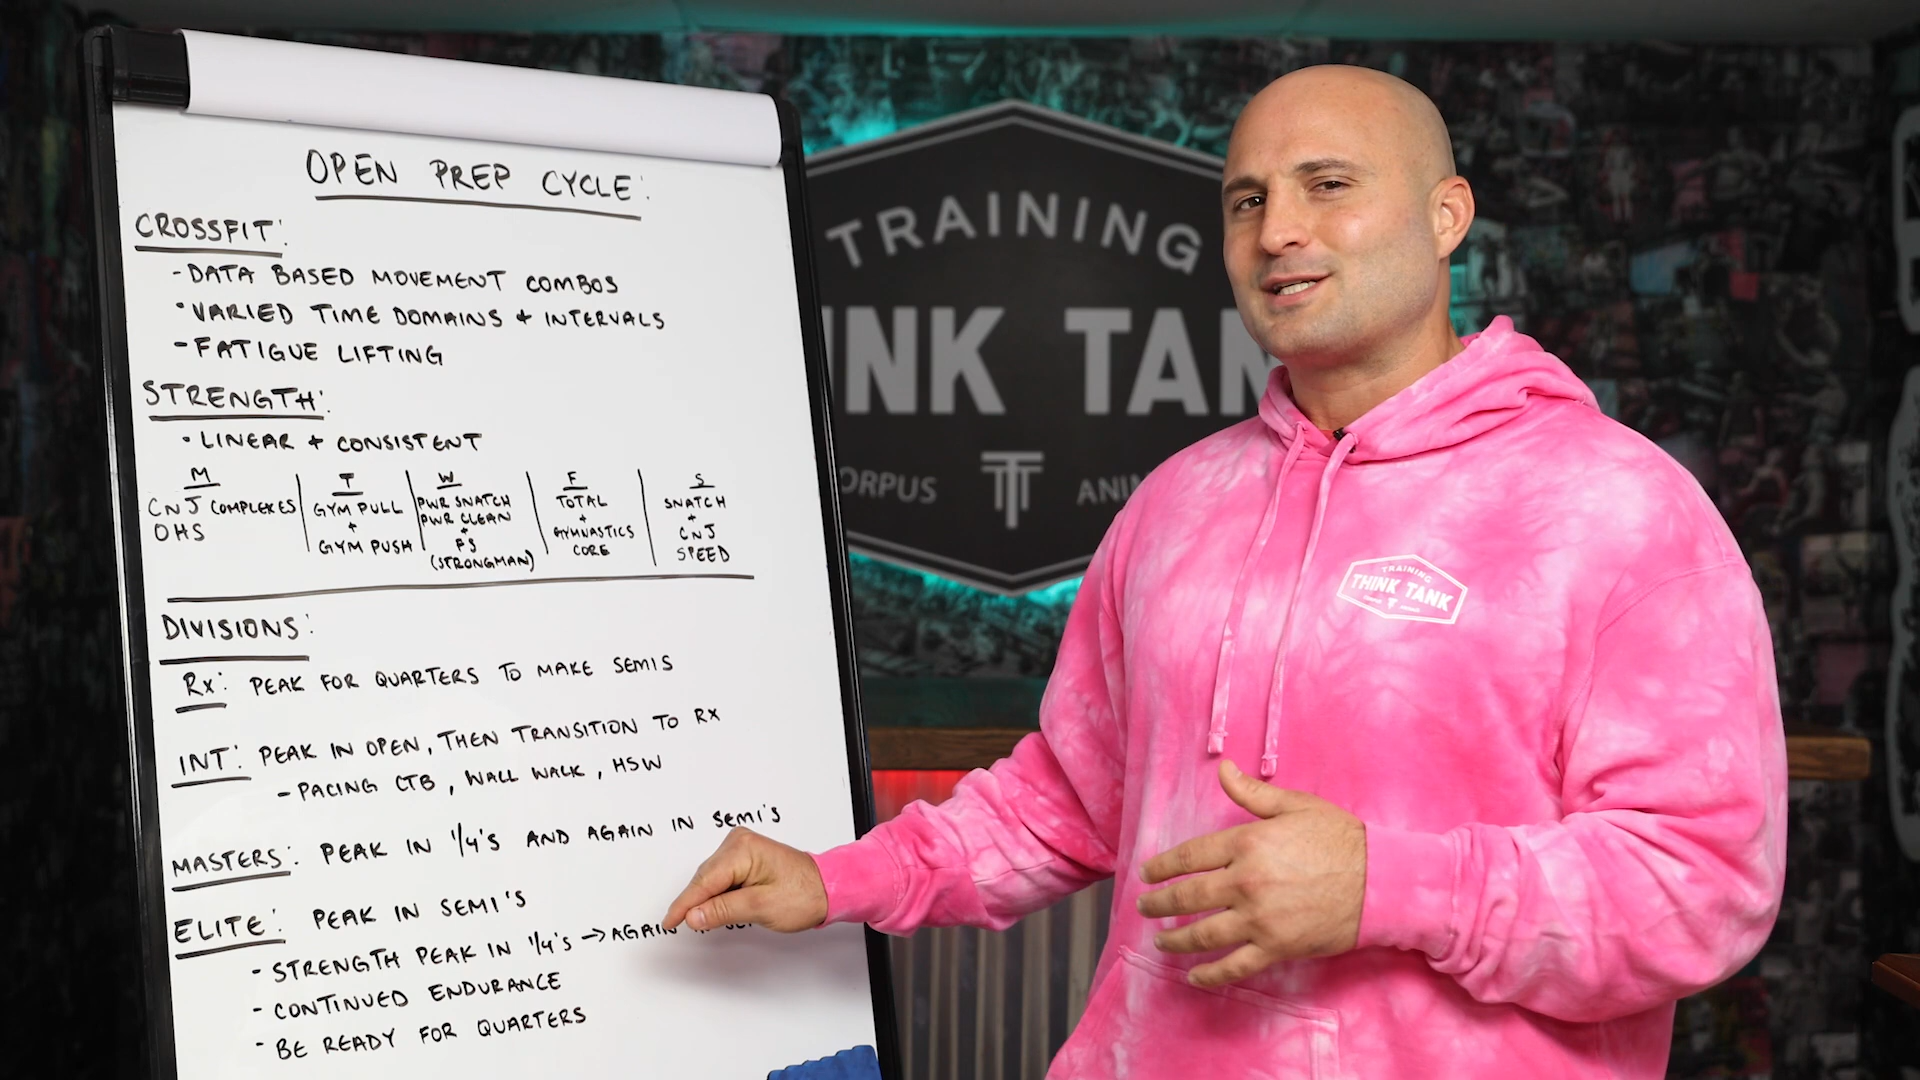 OPEN PREP CYCLE:
CROSSFIT:
- DATA BASED MOVEMENT COMBOS
- VARIED TIME DOMAINS + INTERVALS
- FATIGUE LIFTING
STRENGTH:
- LINEAR + CONSISTENT
M
CNJ COMPLEXES
OHS
T
GYM PULL
+
GYM PUSH
W
PWR SNATCH
PWR CLEAN
+
FS
(STRONGMAN)
F
TOTAL
+
GYMNASTICS
CORE
S
SNATCH
+
CNJ
SPEED
DIVISIONS:
Rx: PEAK FOR QUARTERS TO MAKE SEMIS
INT: PEAK IN OPEN, THEN TRANSITION TO RX
- PACING CTB, WALL WALK, HSW
MASTERS: PEAK IN 1/4'S AND AGAIN IN SEMI'S
ELITE: PEAK IN SEMI'S
- STRENGTH PEAK IN 1/4'S → AGAIN
- CONTINUED ENDURANCE
- BE READY FOR QUARTERS
TRAINING
THINK TANK
CORPUS TT ANIM
TRAINING
THINK TANK